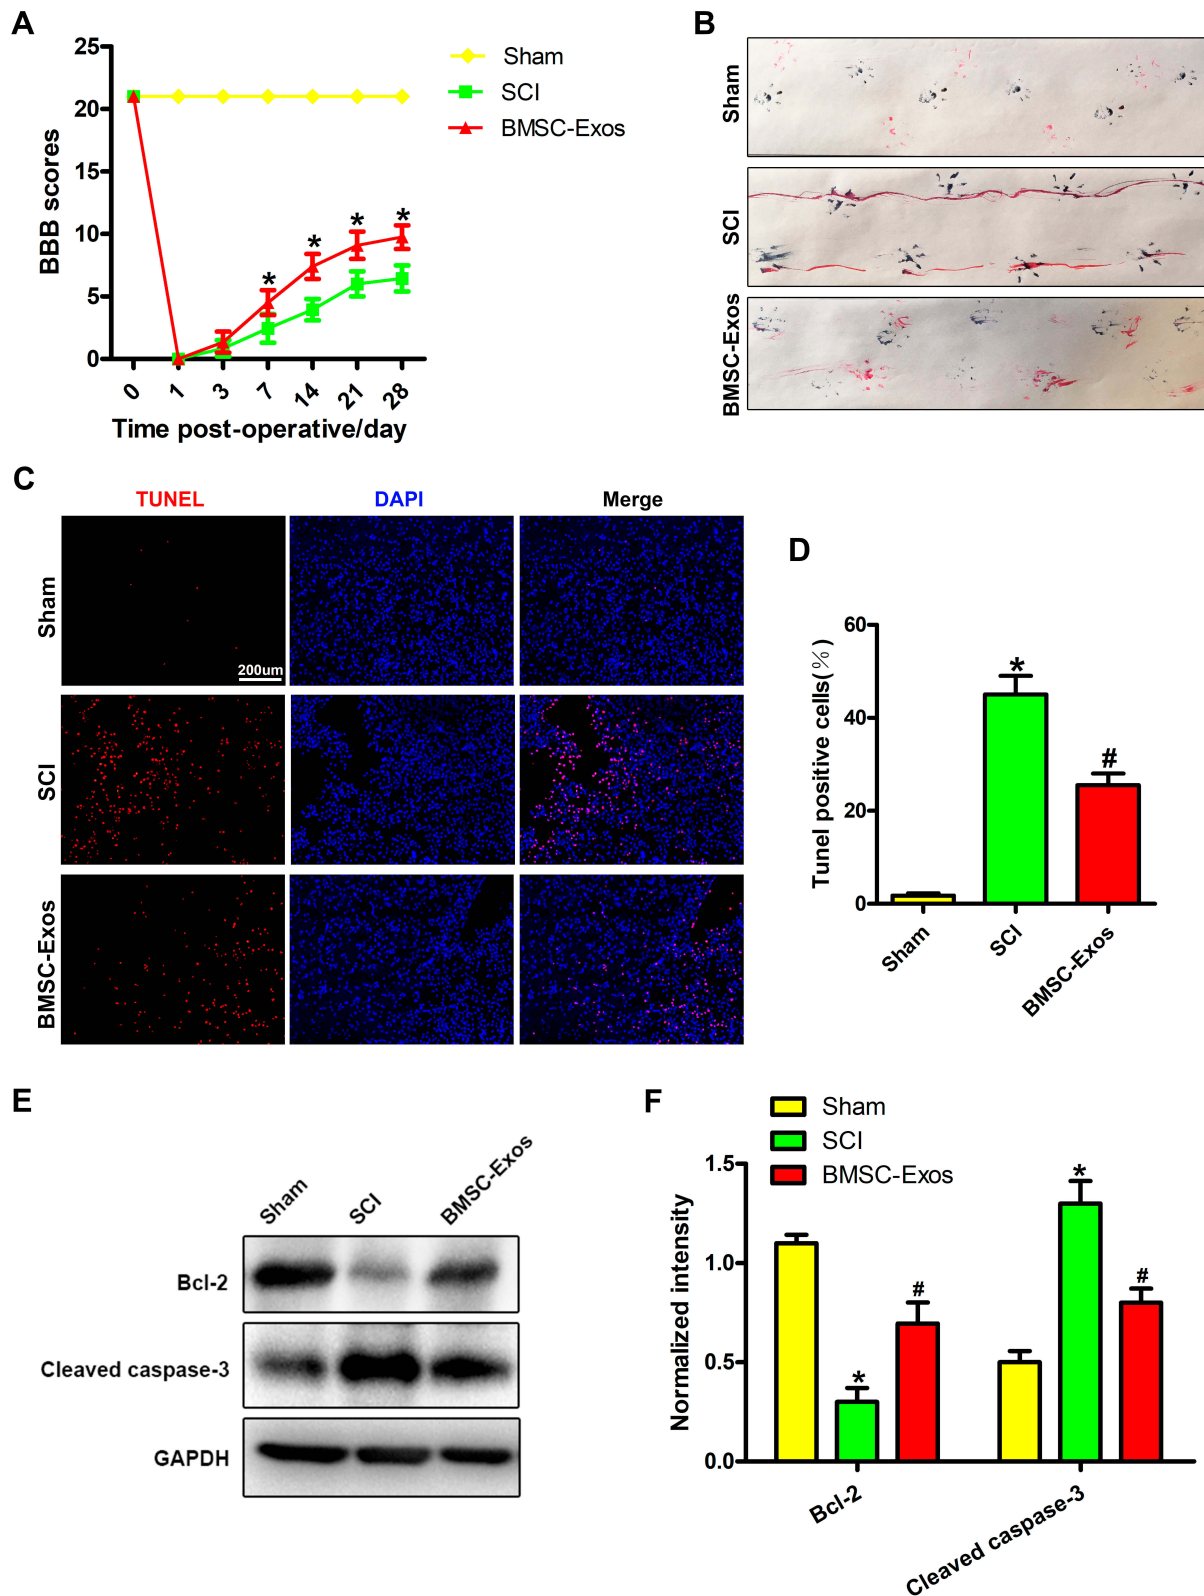 A
25
20
15
10
5
0
BBB scores
0
1
3
7
14
21
28
Time post-operative/day
Sham
SCI
BMSC-Exos
*
*
*
*
B
Sham
SCI
BMSC-Exos
C
TUNEL
DAPI
Merge
Sham
200um
SCI
BMSC-Exos
D
60
40
20
0
Tunel positive cells(%)
*
#
Sham
SCI
BMSC-Exos
E
Sham
SCI
BMSC-Exos
Bcl-2
Cleaved caspase-3
GAPDH
F
Sham
SCI
BMSC-Exos
1.5
1.0
0.5
0.0
Normalized intensity
*
#
*
#
Bcl-2
Cleaved caspase-3